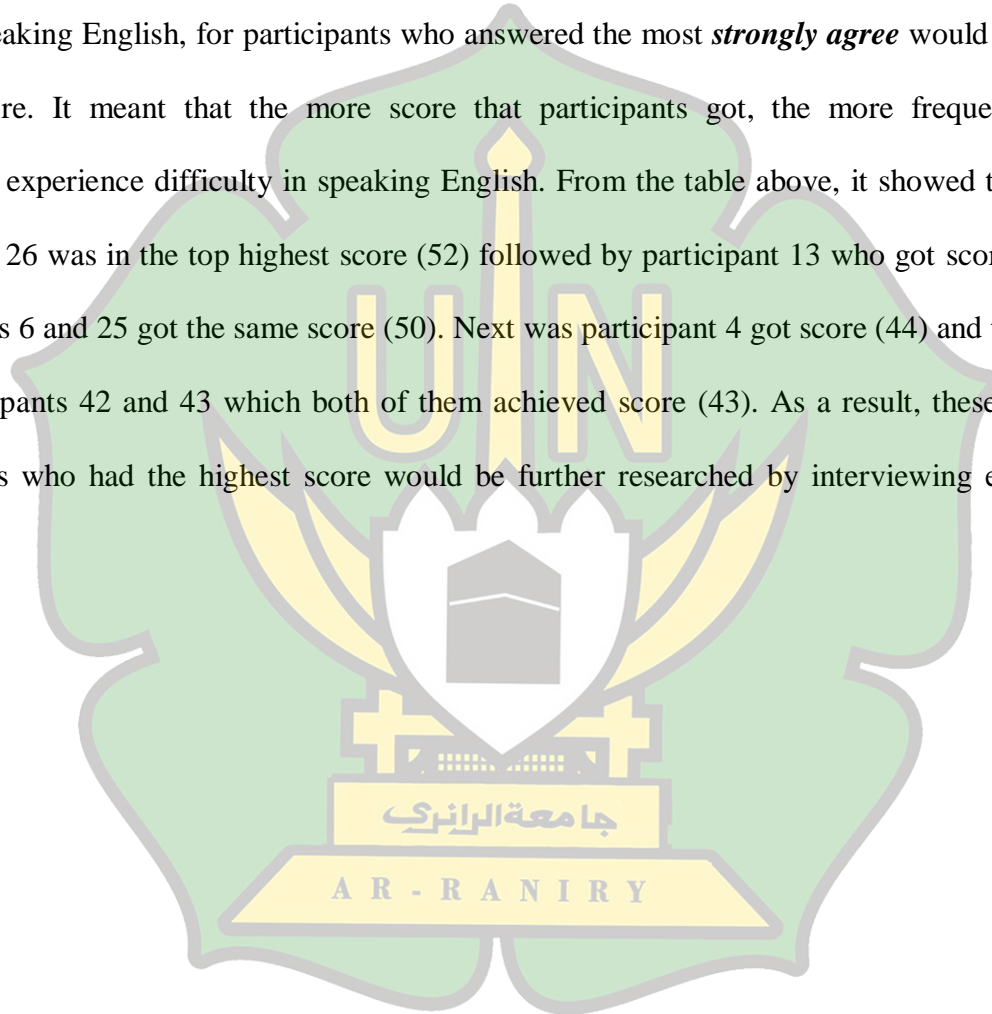 eaking English, for participants who answered the most strongly agree would
re. It meant that the more score that participants got, the more freque
experience difficulty in speaking English. From the table above, it showed t
26 was in the top highest score (52) followed by participant 13 who got scor
s 6 and 25 got the same score (50). Next was participant 4 got score (44) and
pants 42 and 43 which both of them achieved score (43). As a result, these
s who had the highest score would be further researched by interviewing e
UIN
جامعة الرانري
AR-RANIRY